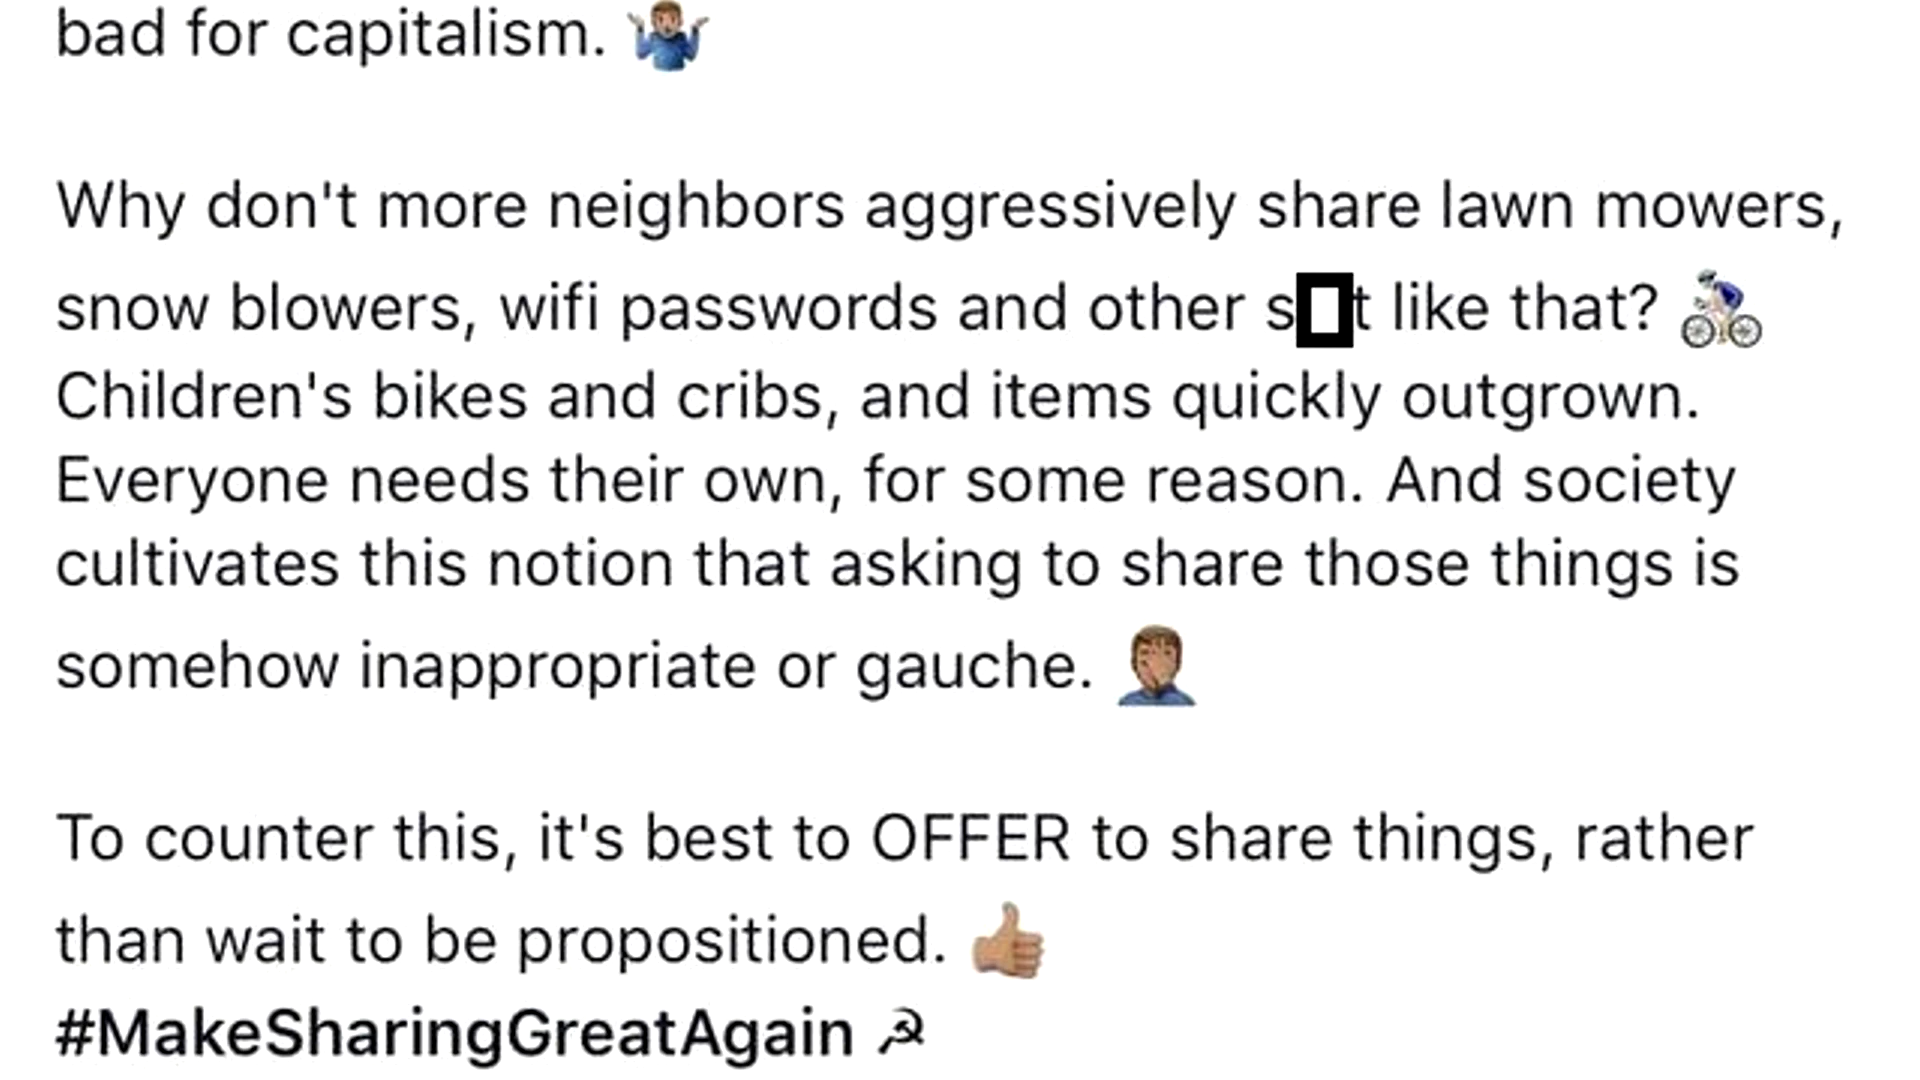 bad for capitalism. 🤷🏽‍♂️
Why don't more neighbors aggressively share lawn mowers,
snow blowers, wifi passwords and other s▯t like that? 🚴
Children's bikes and cribs, and items quickly outgrown.
Everyone needs their own, for some reason. And society
cultivates this notion that asking to share those things is
somehow inappropriate or gauche. 🤦🏽‍♂️
To counter this, it's best to OFFER to share things, rather
than wait to be propositioned. 👍🏼
#MakeSharingGreatAgain ☭